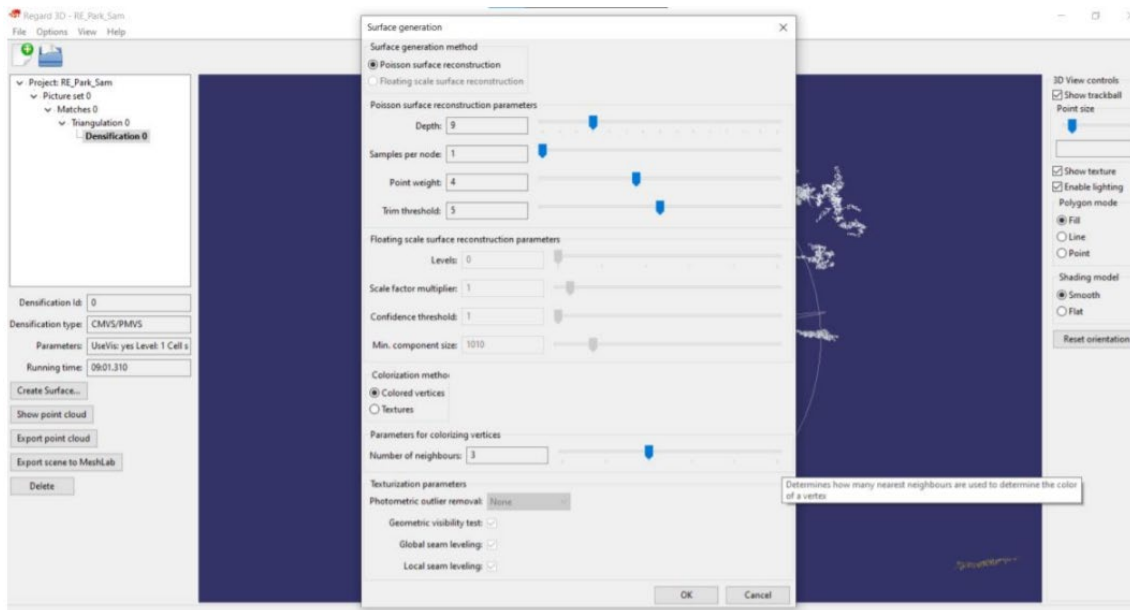 Regard 3D - RE_Park_Sam
File Options View Help
Project: RE_Park_Sam
Picture set 0
Matches 0
Triangulation 0
Densification 0
Densification Id: 0
Densification type: CMVS/PMVS
Parameters: UseVis: yes Level: 1 Cell s
Running time: 09:01.310
Create Surface...
Show point cloud
Export point cloud
Export scene to MeshLab
Delete
Surface generation
Surface generation method
Poisson surface reconstruction
Floating scale surface reconstruction
Poisson surface reconstruction parameters
Depth: 9
Samples per node: 1
Point weight: 4
Trim threshold: 5
Floating scale surface reconstruction parameters
Levels: 0
Scale factor multiplier: 1
Confidence threshold: 1
Min. component size: 1010
Colorization metho
Colored vertices
Textures
Parameters for colorizing vertices
Number of neighbours: 3
Determines how many nearest neighbours are used to determine the color
of a vertex
Texturization parameters
Photometric outlier removal: None
Geometric visibility test:
Global seam leveling:
Local seam leveling:
OK Cancel
3D View controls
Show trackball
Point size
Show texture
Enable lighting
Polygon mode
Fill
Line
Point
Shading model
Smooth
Flat
Reset orientation